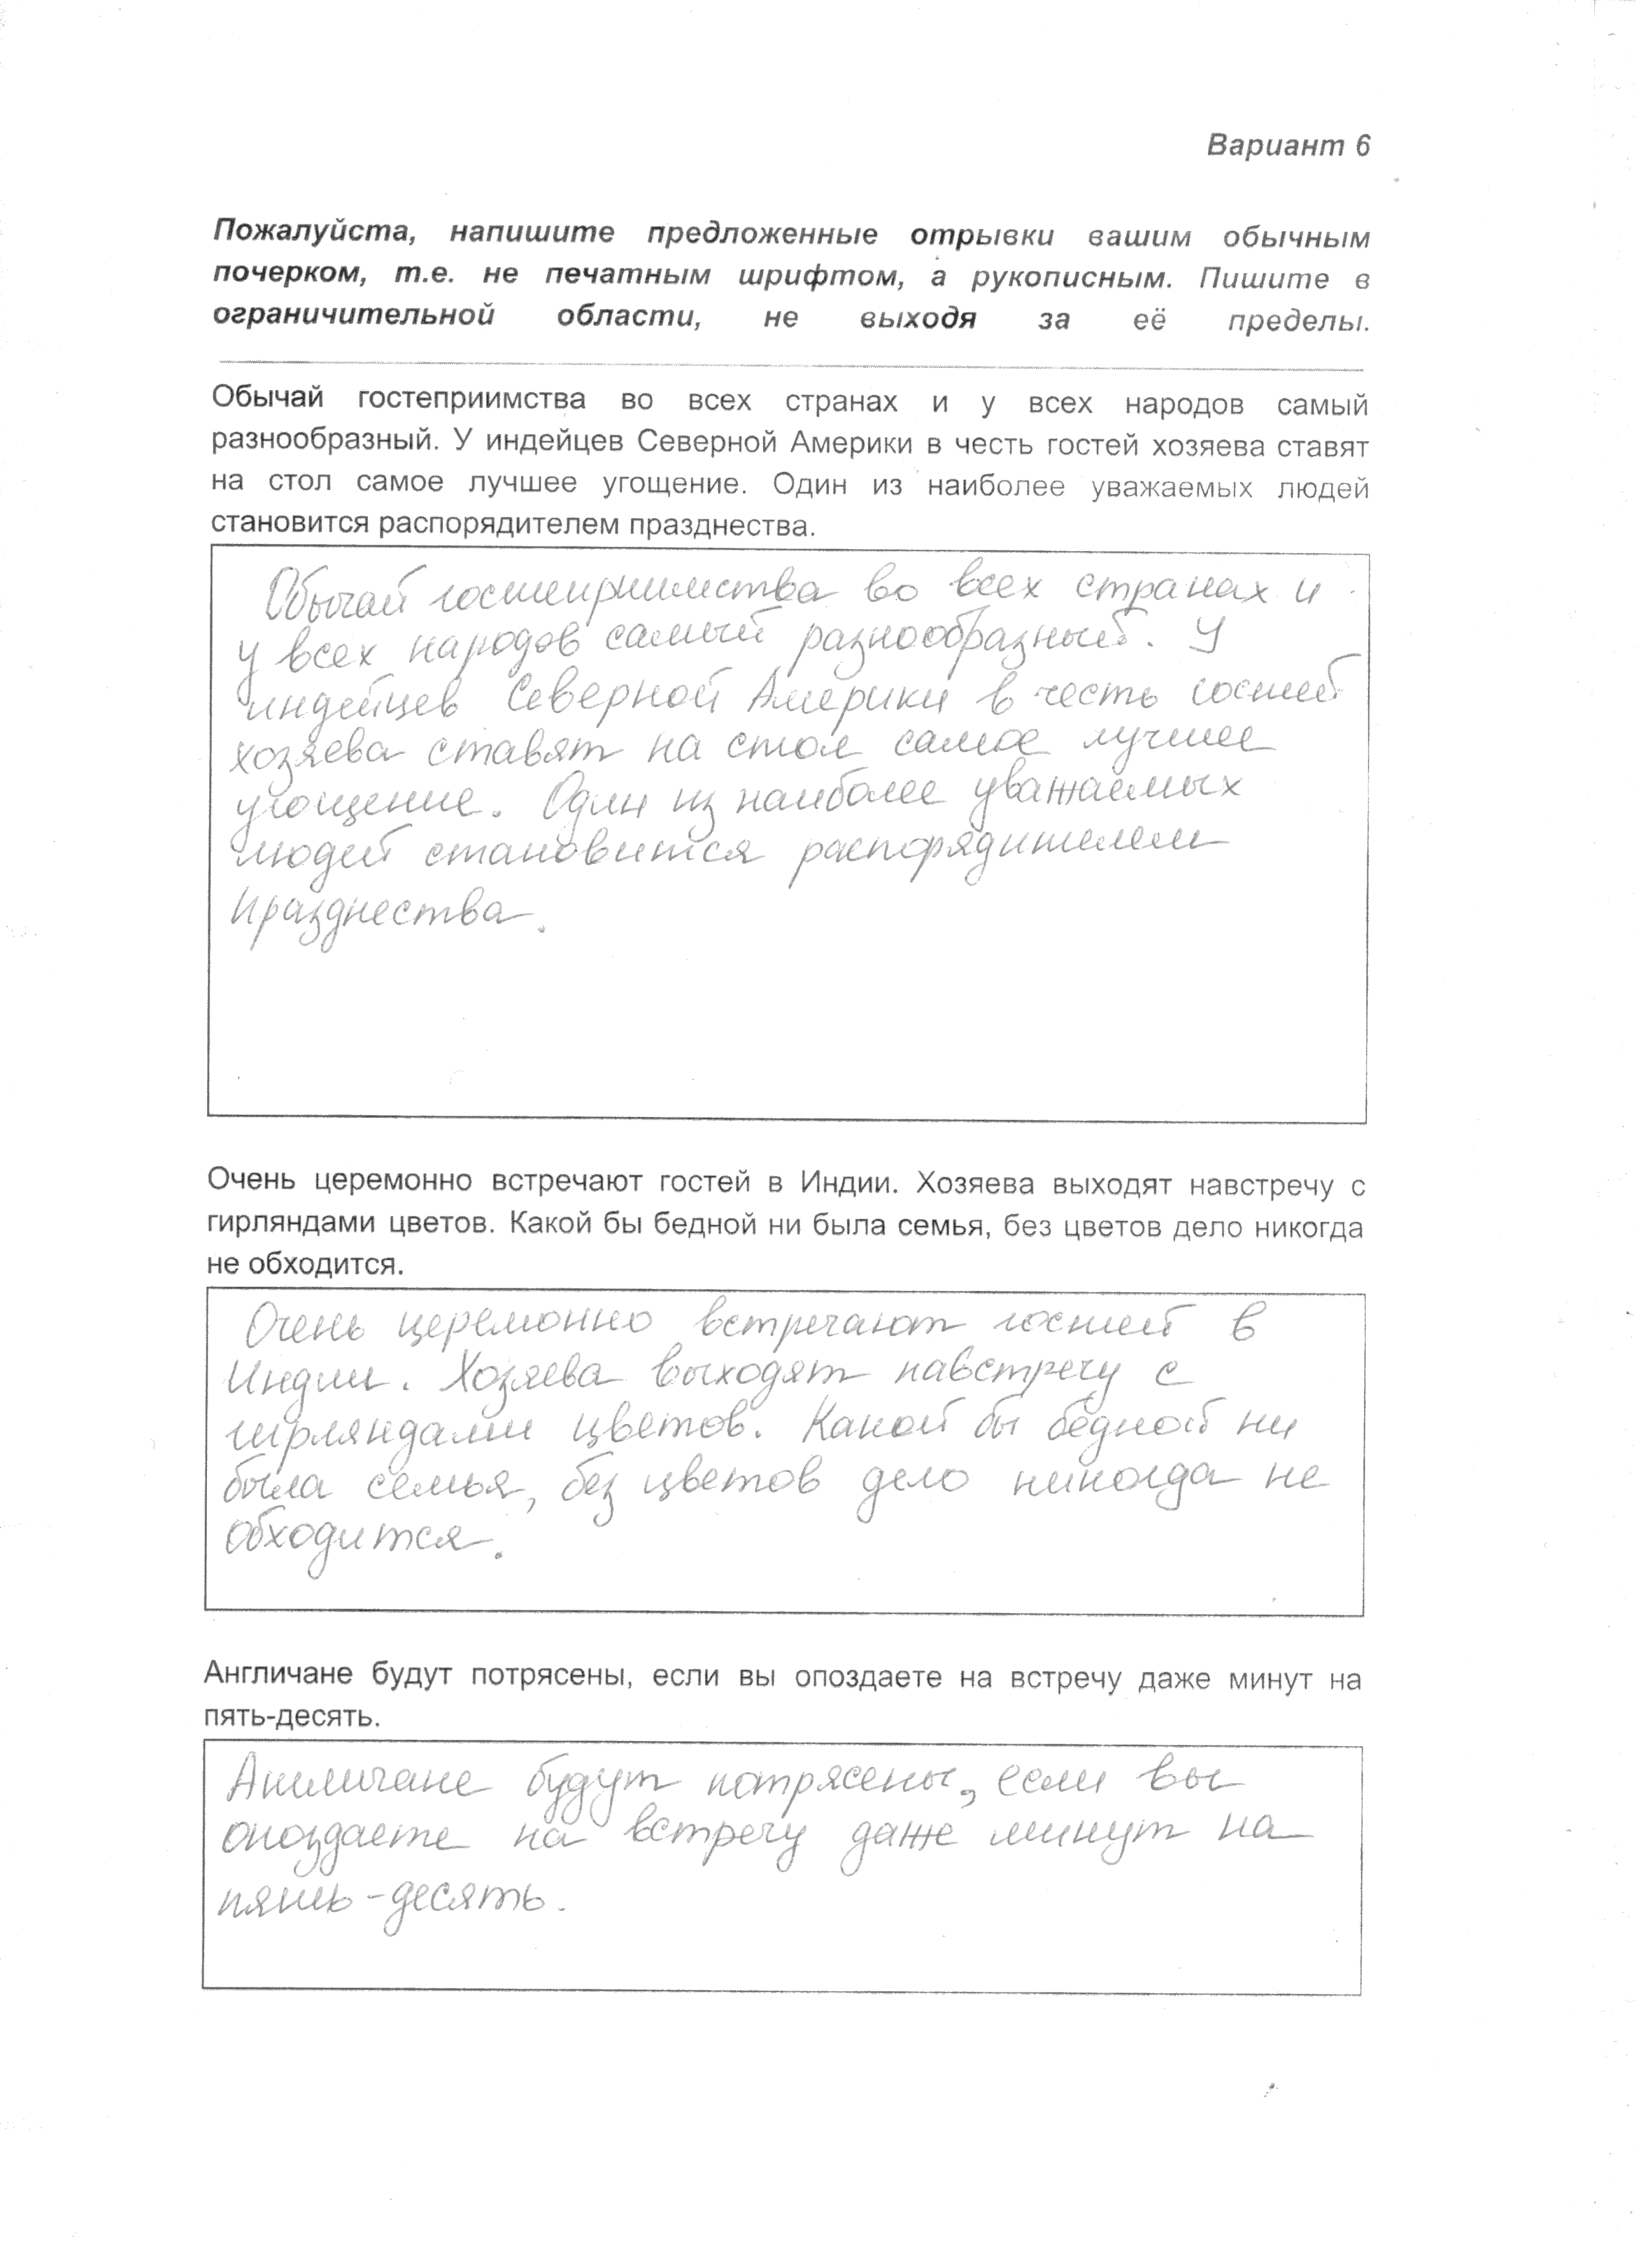 Вариант 6
Пожалуйста, напишите предложенные отрывки вашим обычным
почерком, т.е. не печатным шрифтом, а рукописным. Пишите в
ограничительной области, не выходя за её пределы.
Обычай гостеприимства во всех странах и у всех народов самый
разнообразный. У индейцев Северной Америки в честь гостей хозяева ставят
на стол самое лучшее угощение. Один из наиболее уважаемых людей
становится распорядителем празднества.
Обычай гостеприимства во всех странах и
у всех народов самый разнообразный. У
индейцев Северной Америки в честь гостей
хозяева ставят на стол самое лучшее
угощение. Один из наиболее уважаемых
людей становится распорядителем
празднества.
Очень церемонно встречают гостей в Индии. Хозяева выходят навстречу с
гирляндами цветов. Какой бы бедной ни была семья, без цветов дело никогда
не обходится.
Очень церемонно встречают гостей в
Индии. Хозяева выходят навстречу с
гирляндами цветов. Какой бы бедной ни
была семья, без цветов дело никогда не
обходится.
Англичане будут потрясены, если вы опоздаете на встречу даже минут на
пять-десять.
Англичане будут потрясены, если вы
опоздаете на встречу даже минут на
пять-десять.